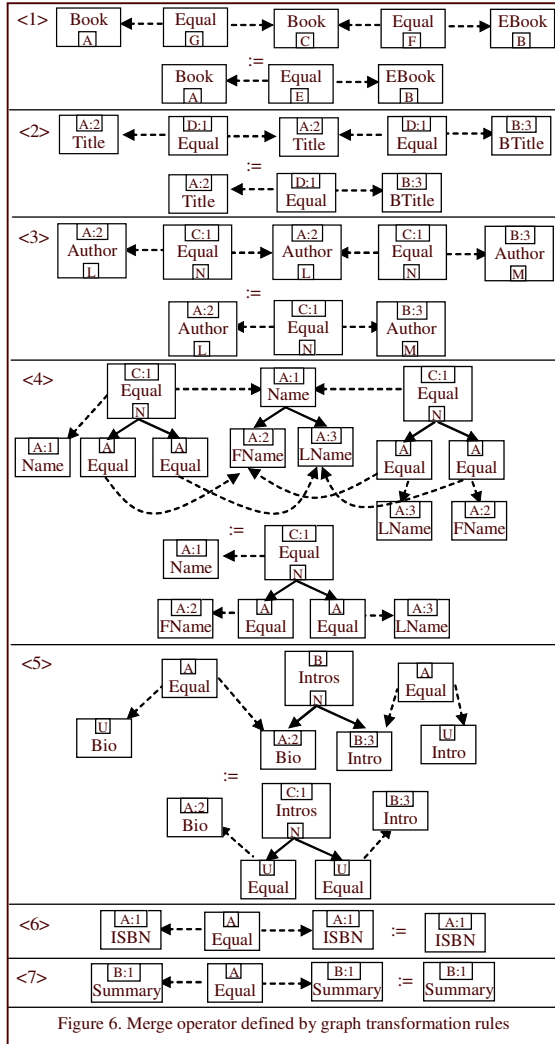 <1> Book Equal Book Equal EBook
A G C F B
:=
Book Equal EBook
A E B
<2> A:2 D:1 A:2 D:1 B:3
Title Equal Title Equal BTitle
:=
A:2 D:1 B:3
Title Equal BTitle
<3> A:2 C:1 A:2 C:1 B:3
Author Equal Author Equal Author
L N L N M
:=
A:2 C:1 B:3
Author Equal Author
L N M
<4> C:1 A:1 C:1
Equal Name Equal
N N
A:1 A A A:2 A:3 A A
Name Equal Equal FName LName Equal Equal
A:3 A:2
LName FName
:=
A:1 C:1
Name Equal
N
A:2 A A A:3
FName Equal Equal LName
<5> A B A
Equal Intros Equal
N
U A:2 B:3 U
Bio Bio Intro Intro
:=
A:2 C:1 B:3
Bio Intros Intro
N
U U
Equal Equal
<6> A:1 A A:1 := A:1
ISBN Equal ISBN ISBN
<7> B:1 A B:1 := B:1
Summary Equal Summary Summary
Figure 6. Merge operator defined by graph transformation rules